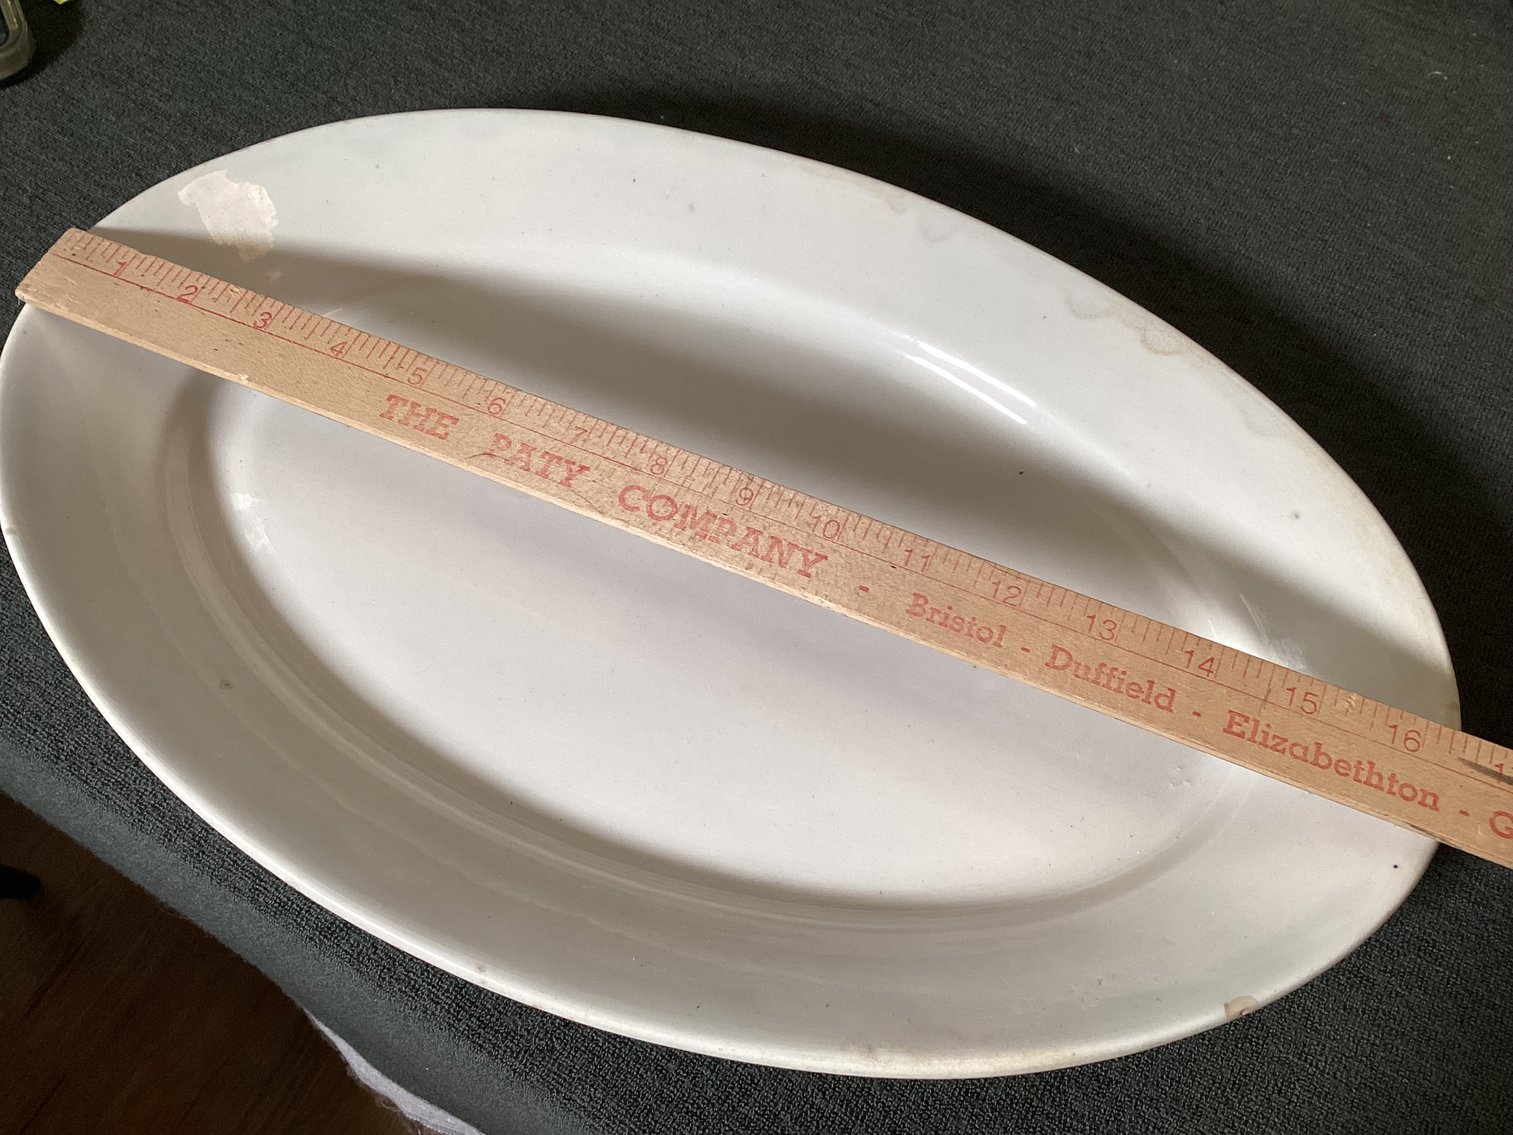 1 2 3 4 5 6 7 8 9 10 11 12 13 14 15 16
THE PATY COMPANY - Bristol - Duffield - Elizabethton - G